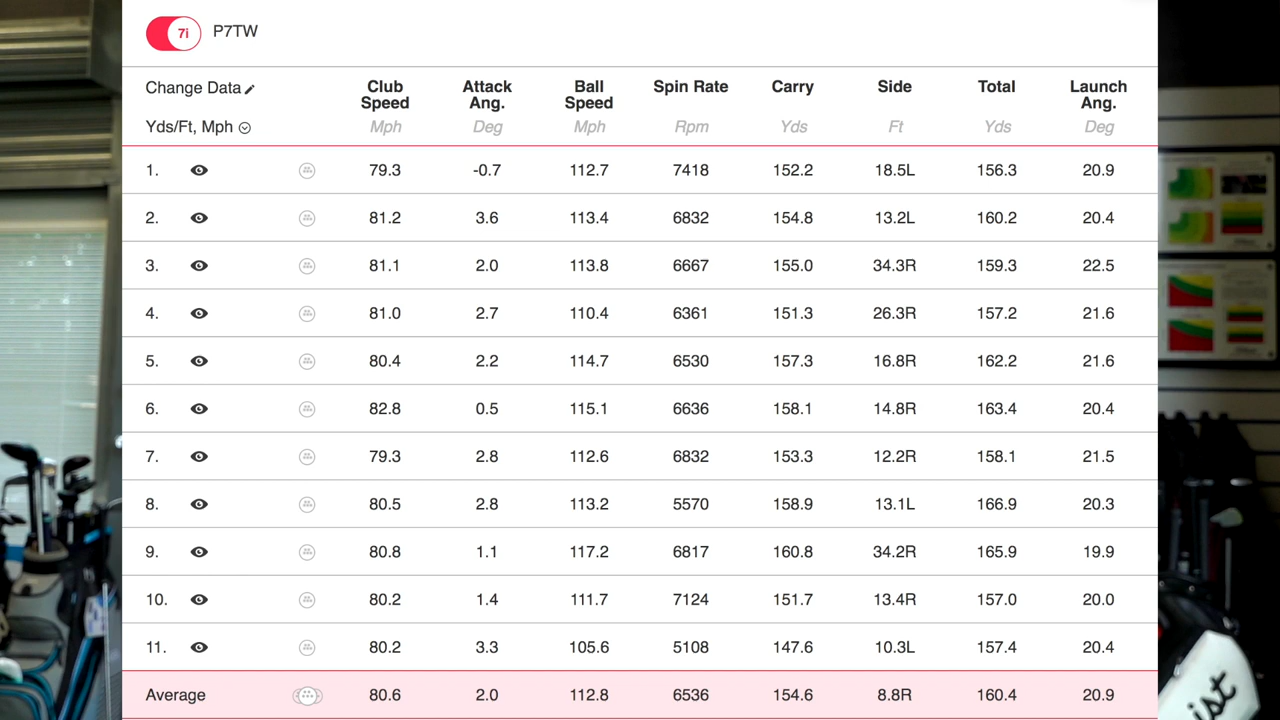 7i P7TW
Change Data Club Speed Attack Ang. Ball Speed Spin Rate Carry Side Total Launch Ang.
Yds/Ft, Mph Mph Deg Mph Rpm Yds Ft Yds Deg
1. 79.3 -0.7 112.7 7418 152.2 18.5L 156.3 20.9
2. 81.2 3.6 113.4 6832 154.8 13.2L 160.2 20.4
3. 81.1 2.0 113.8 6667 155.0 34.3R 159.3 22.5
4. 81.0 2.7 110.4 6361 151.3 26.3R 157.2 21.6
5. 80.4 2.2 114.7 6530 157.3 16.8R 162.2 21.6
6. 82.8 0.5 115.1 6636 158.1 14.8R 163.4 20.4
7. 79.3 2.8 112.6 6832 153.3 12.2R 158.1 21.5
8. 80.5 2.8 113.2 5570 158.9 13.1L 166.9 20.3
9. 80.8 1.1 117.2 6817 160.8 34.2R 165.9 19.9
10. 80.2 1.4 111.7 7124 151.7 13.4R 157.0 20.0
11. 80.2 3.3 105.6 5108 147.6 10.3L 157.4 20.4
Average 80.6 2.0 112.8 6536 154.6 8.8R 160.4 20.9
ist